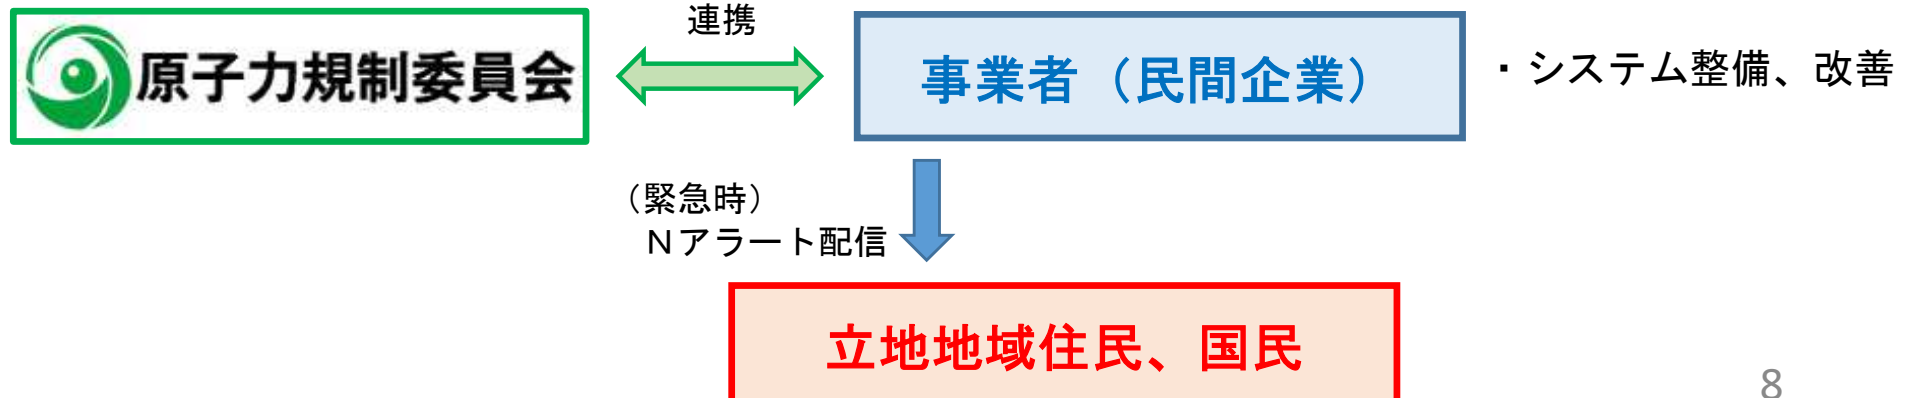 連携
原子力規制委員会
事業者（民間企業）
・システム整備、改善
（緊急時）
Ｎアラート配信
立地地域住民、国民
8